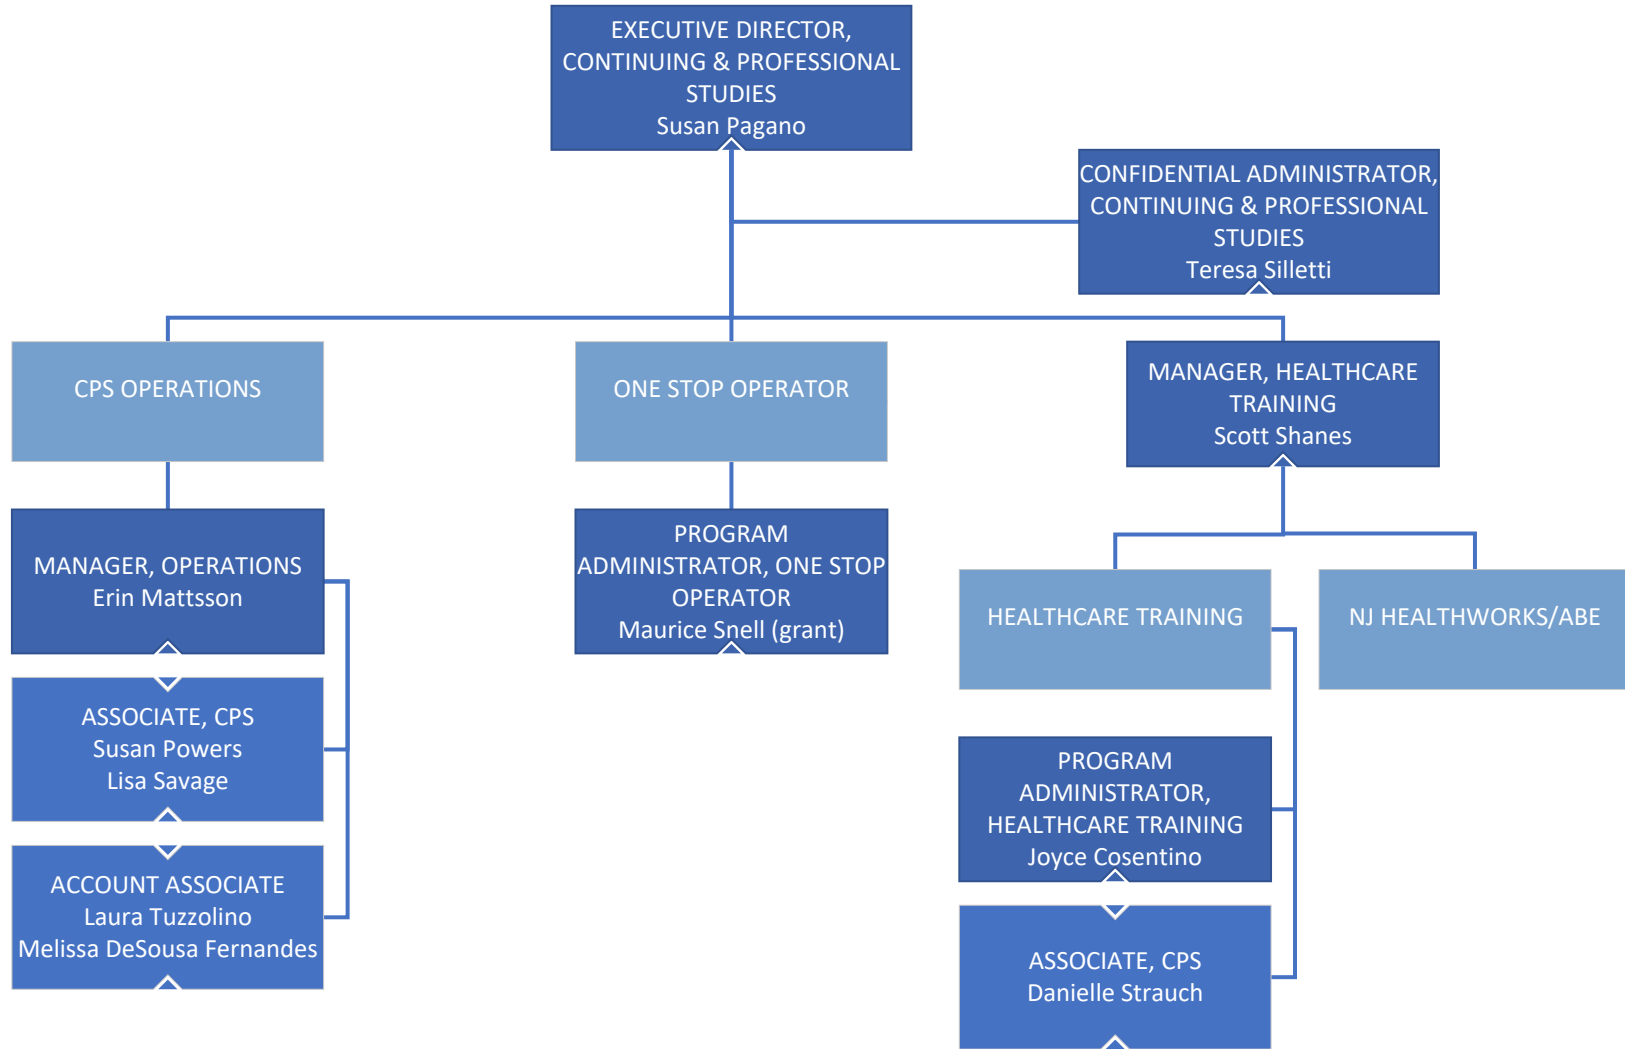 EXECUTIVE DIRECTOR,
CONTINUING & PROFESSIONAL
STUDIES
Susan Pagano
CONFIDENTIAL ADMINISTRATOR,
CONTINUING & PROFESSIONAL
STUDIES
Teresa Silletti
CPS OPERATIONS
ONE STOP OPERATOR
MANAGER, HEALTHCARE
TRAINING
Scott Shanes
MANAGER, OPERATIONS
Erin Mattsson
PROGRAM
ADMINISTRATOR, ONE STOP
OPERATOR
Maurice Snell (grant)
HEALTHCARE TRAINING
NJ HEALTHWORKS/ABE
ASSOCIATE, CPS
Susan Powers
Lisa Savage
PROGRAM
ADMINISTRATOR,
HEALTHCARE TRAINING
Joyce Cosentino
ACCOUNT ASSOCIATE
Laura Tuzzolino
Melissa DeSousa Fernandes
ASSOCIATE, CPS
Danielle Strauch